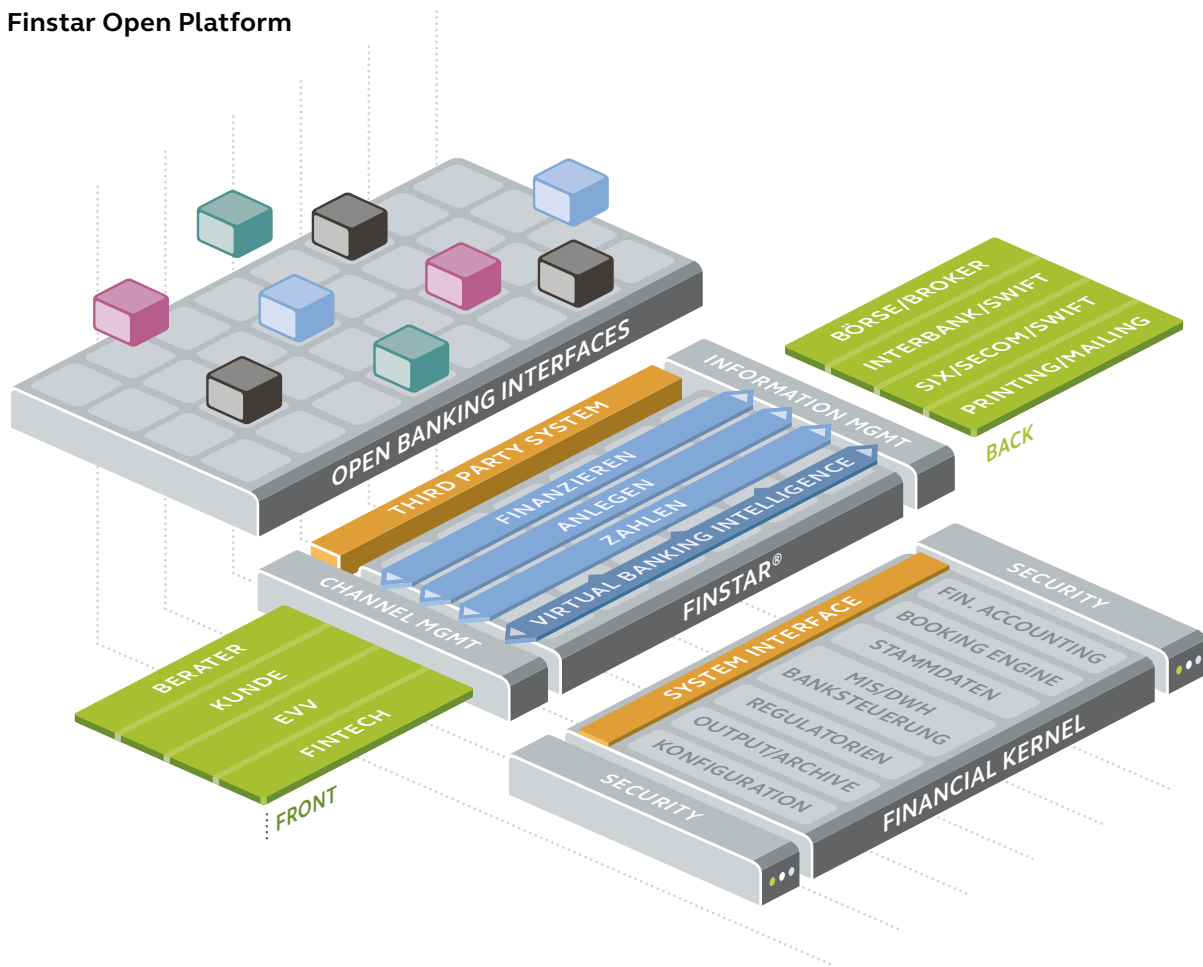 Finstar Open Platform
OPEN BANKING INTERFACES
BÖRSE/BROKER
INTERBANK/SWIFT
SIX/SECOM/SWIFT
PRINTING/MAILING
BACK
INFORMATION MGMT
THIRD PARTY SYSTEM
FINANZIEREN
ANLEGEN
ZAHLEN
VIRTUAL BANKING INTELLIGENCE
FINSTAR®
CHANNEL MGMT
BERATER
KUNDE
EVV
FINTECH
FRONT
SECURITY
SYSTEM INTERFACE
FIN. ACCOUNTING
BOOKING ENGINE
STAMMDATEN
MIS/DWH
BANKSTEUERUNG
REGULATORIEN
OUTPUT/ARCHIVE
KONFIGURATION
FINANCIAL KERNEL
SECURITY